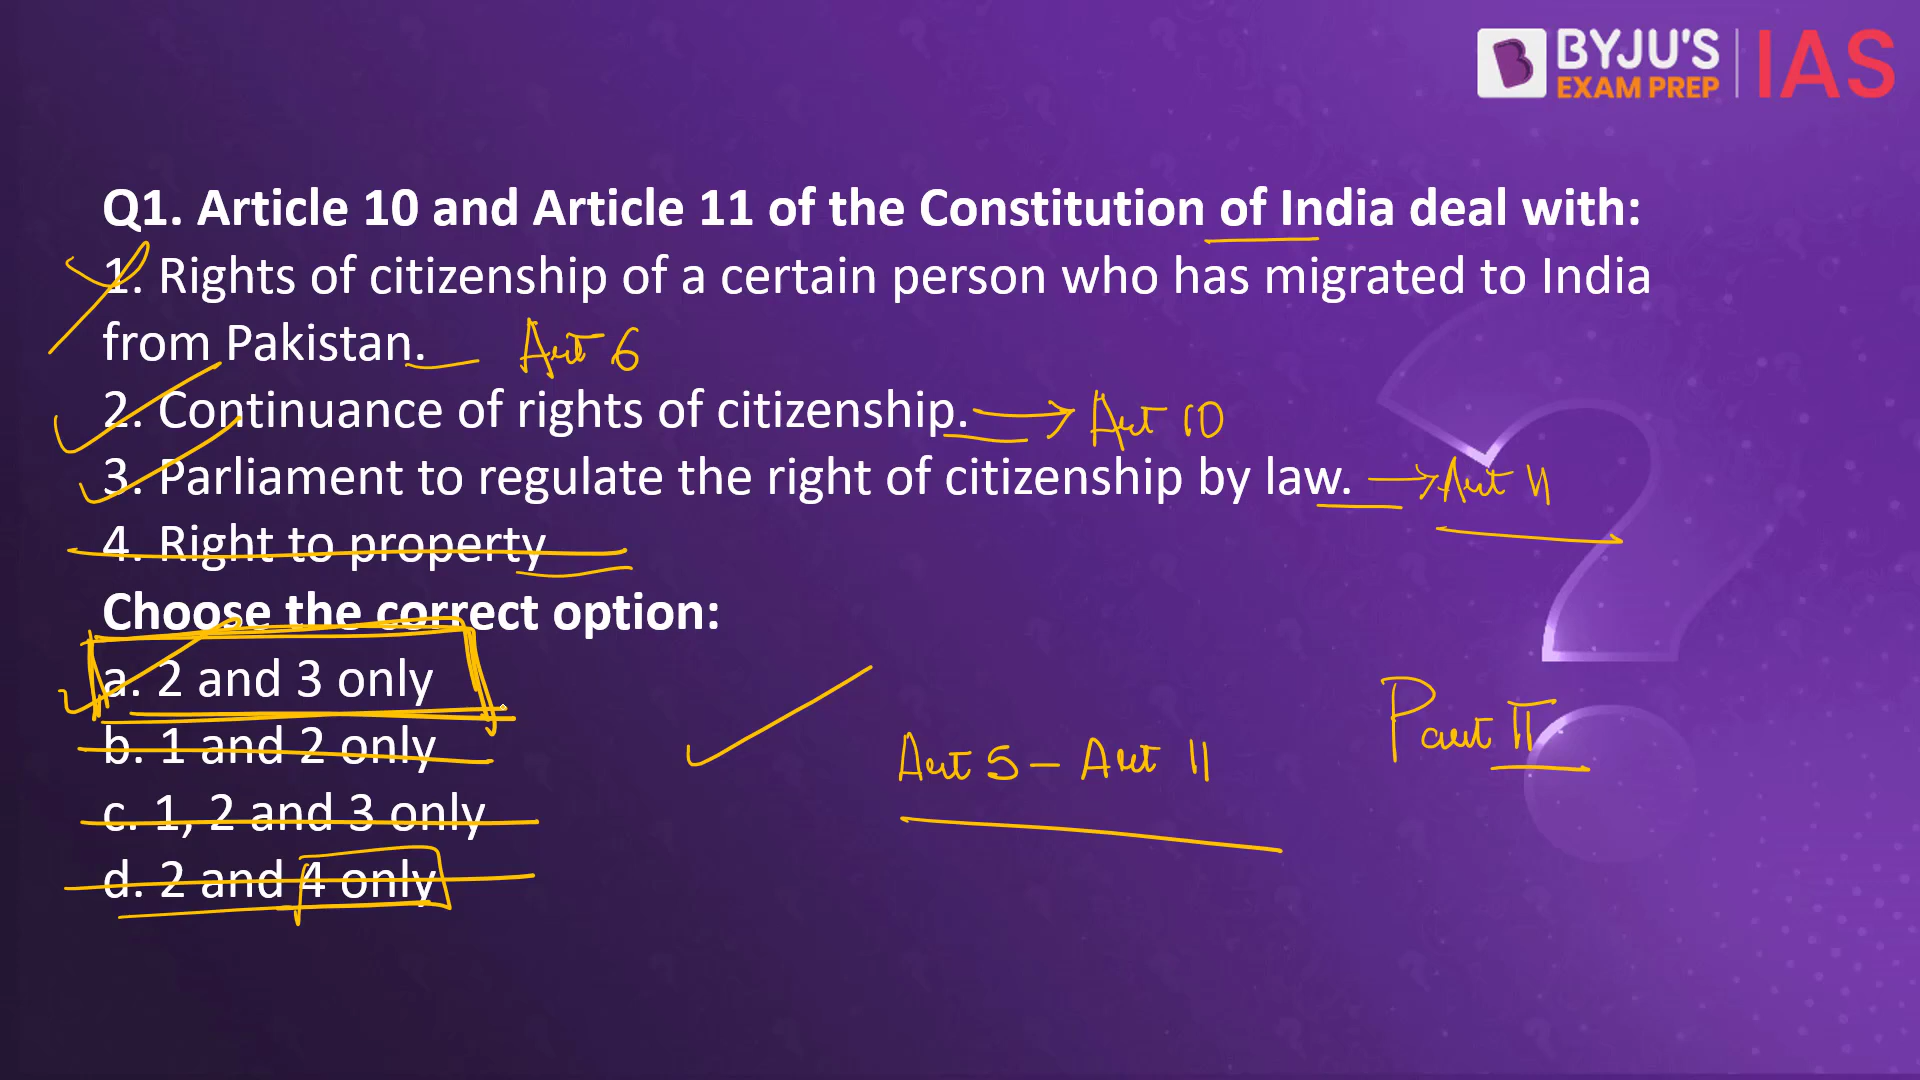 BYJU'S
EXAM PREP
IAS
Q1. Article 10 and Article 11 of the Constitution of India deal with:
1. Rights of citizenship of a certain person who has migrated to India
from Pakistan. Art 6
2. Continuance of rights of citizenship. → Art 10
3. Parliament to regulate the right of citizenship by law. → Art 11
4. Right to property
Choose the correct option:
a. 2 and 3 only
b. 1 and 2 only
c. 1, 2 and 3 only
d. 2 and 4 only
Art 5 - Art 11
Part II